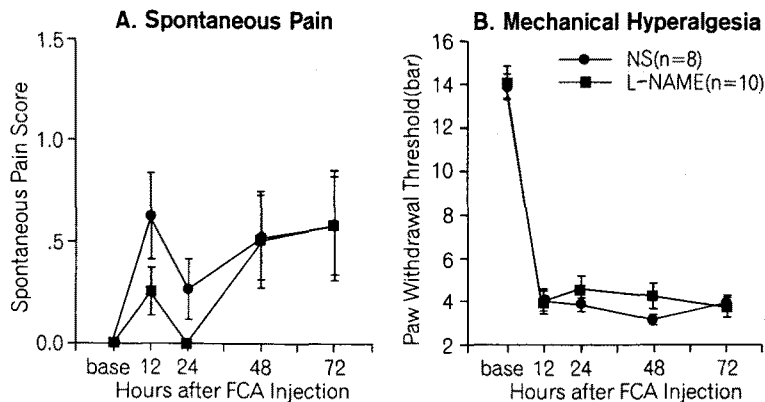 A. Spontaneous Pain
Spontaneous Pain Score
1.5
1.0
.5
0.0
base 12 24 48 72
Hours after FCA Injection
B. Mechanical Hyperalgesia
NS(n=8)
L-NAME(n=10)
Paw Withdrawal Threshold(bar)
16
14
12
10
8
6
4
2
base 12 24 48 72
Hours after FCA Injection